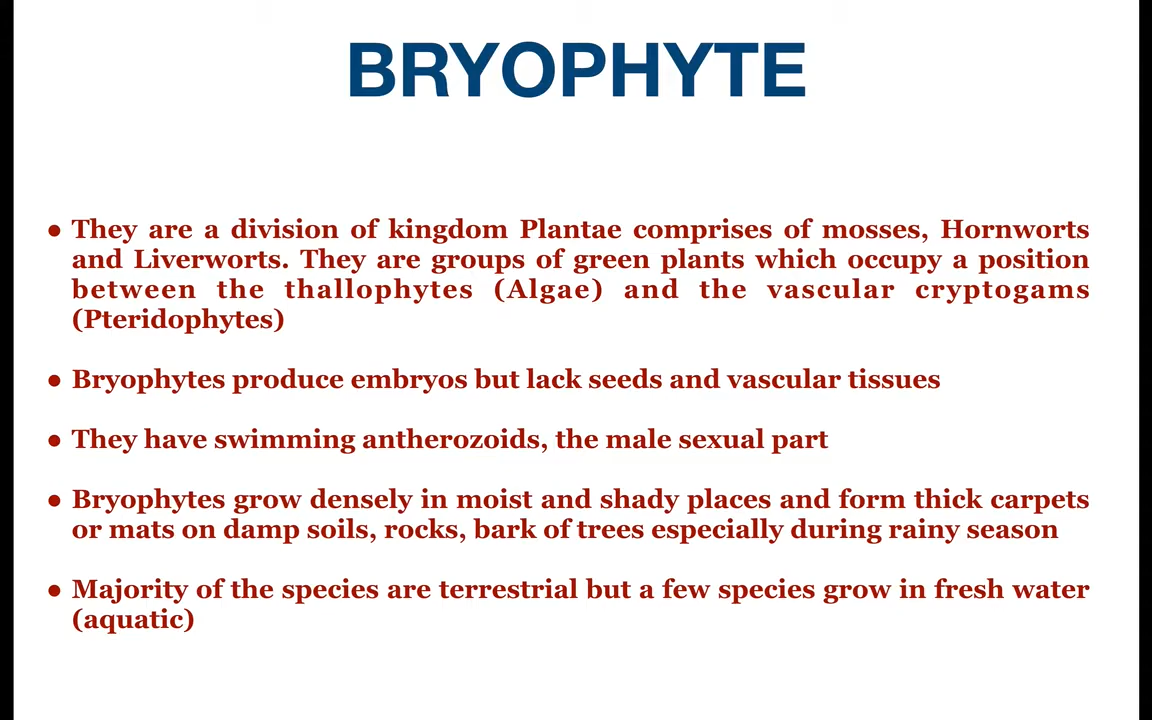 BRYOPHYTE
● They are a division of kingdom Plantae comprises of mosses, Hornworts
and Liverworts. They are groups of green plants which occupy a position
between the thallophytes (Algae) and the vascular cryptogams
(Pteridophytes)
● Bryophytes produce embryos but lack seeds and vascular tissues
● They have swimming antherozoids, the male sexual part
● Bryophytes grow densely in moist and shady places and form thick carpets
or mats on damp soils, rocks, bark of trees especially during rainy season
● Majority of the species are terrestrial but a few species grow in fresh water
(aquatic)